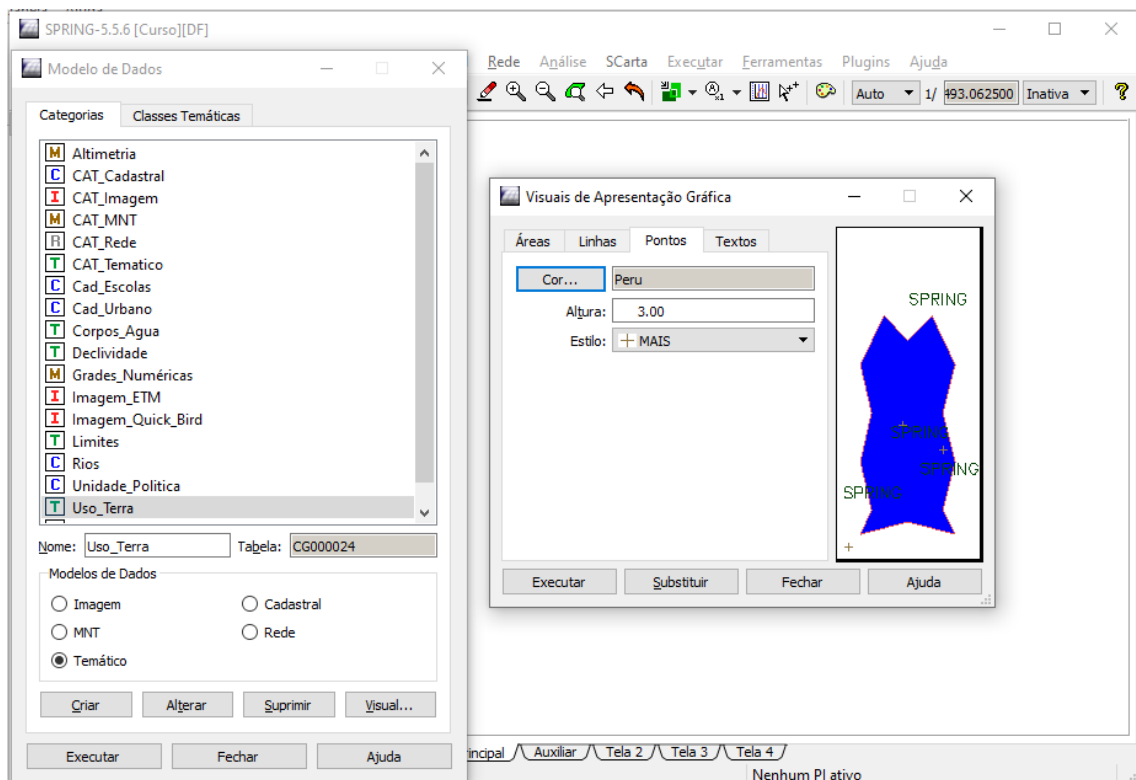 SPRING-5.5.6 [Curso][DF]
Modelo de Dados
Rede Análise SCarta Executar Ferramentas Plugins Ajuda
Auto 1/ 493.062500 Inativa
Categorias Classes Temáticas
M Altimetria
C CAT_Cadastral
I CAT_Imagem
M CAT_MNT
R CAT_Rede
T CAT_Tematico
C Cad_Escolas
C Cad_Urbano
T Corpos_Agua
T Declividade
M Grades_Numéricas
I Imagem_ETM
I Imagem_Quick_Bird
T Limites
C Rios
C Unidade_Politica
T Uso_Terra
Nome: Uso_Terra Tabela: CG000024
Modelos de Dados
Imagem Cadastral
MNT Rede
Temático
Criar Alterar Suprimir Visual...
Executar Fechar Ajuda
Visuais de Apresentação Gráfica
Áreas Linhas Pontos Textos
Cor... Peru
Altura: 3.00
Estilo: MAIS
SPRING
SPRING
SPRING
SPRING
Executar Substituir Fechar Ajuda
incipal Auxiliar Tela 2 Tela 3 Tela 4
Nenhum PI ativo